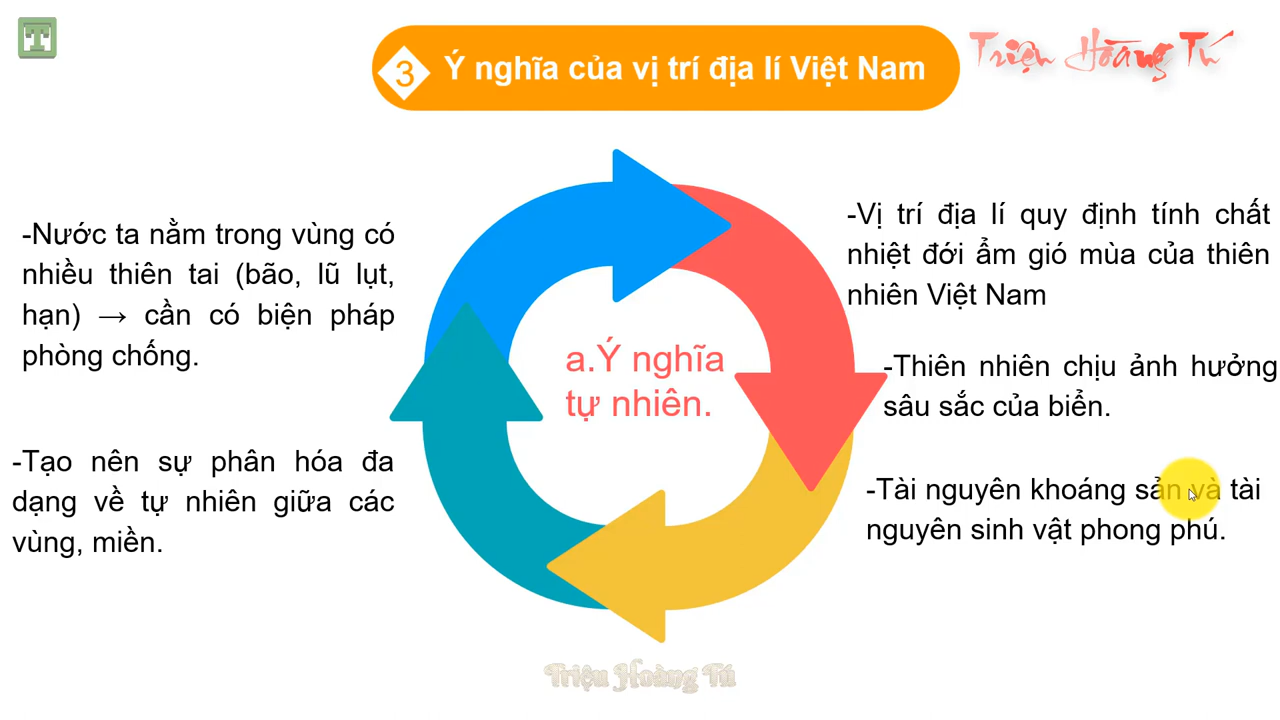 T
3 Ý nghĩa của vị trí địa lí Việt Nam
Triệu Hoàng Tú
-Nước ta nằm trong vùng có
nhiều thiên tai (bão, lũ lụt,
hạn) → cần có biện pháp
phòng chống.
-Tạo nên sự phân hóa đa
dạng về tự nhiên giữa các
vùng, miền.
a.Ý nghĩa
tự nhiên.
-Vị trí địa lí quy định tính chất
nhiệt đới ẩm gió mùa của thiên
nhiên Việt Nam
-Thiên nhiên chịu ảnh hưởng
sâu sắc của biển.
-Tài nguyên khoáng sản và tài
nguyên sinh vật phong phú.
Triệu Hoàng Tú